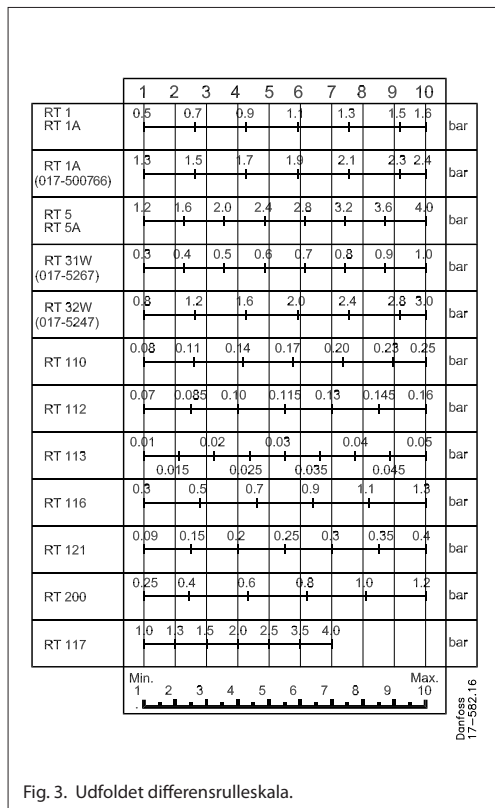 1 2 3 4 5 6 7 8 9 10
RT 1
RT 1A
0.5 0.7 0.9 1.1 1.3 1.5 1.6
bar
RT 1A
(017-500766)
1.3 1.5 1.7 1.9 2.1 2.3 2.4
bar
RT 5
RT 5A
1.2 1.6 2.0 2.4 2.8 3.2 3.6 4.0
bar
RT 31W
(017-5267)
0.3 0.4 0.5 0.6 0.7 0.8 0.9 1.0
bar
RT 32W
(017-5247)
0.8 1.2 1.6 2.0 2.4 2.8 3.0
bar
RT 110
0.08 0.11 0.14 0.17 0.20 0.23 0.25
bar
RT 112
0.07 0.085 0.10 0.115 0.13 0.145 0.16
bar
RT 113
0.01 0.02 0.03 0.04 0.05
0.015 0.025 0.035 0.045
bar
RT 116
0.3 0.5 0.7 0.9 1.1 1.3
bar
RT 121
0.09 0.15 0.2 0.25 0.3 0.35 0.4
bar
RT 200
0.25 0.4 0.6 0.8 1.0 1.2
bar
RT 117
1.0 1.3 1.5 2.0 2.5 3.5 4.0
bar
Min. Max.
1 2 3 4 5 6 7 8 9 10
Danfoss
17-582.16
Fig. 3. Udfoldet differensrulleskala.